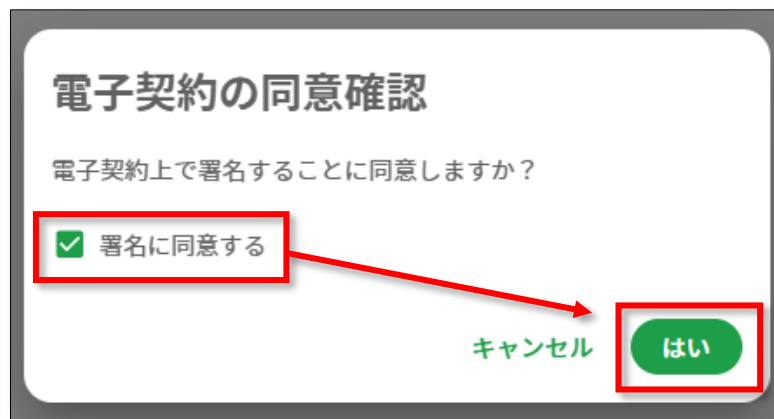 電子契約の同意確認
電子契約上で署名することに同意しますか？
署名に同意する
キャンセル はい